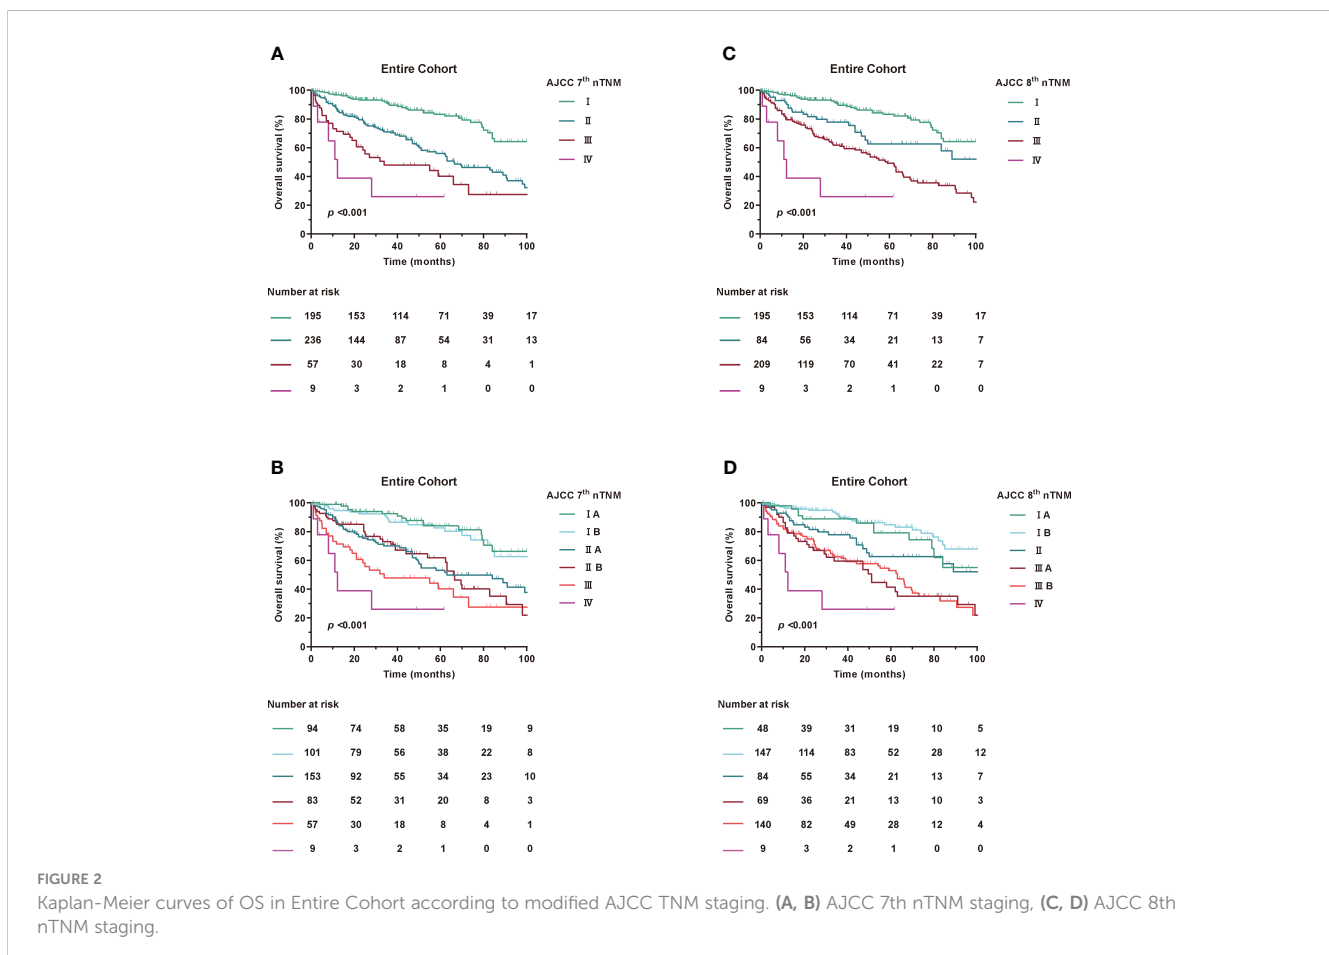 A
Entire Cohort
AJCC 7th nTNM
I
II
III
IV
Overall survival (%)
100
80
60
40
20
0
p <0.001
0 20 40 60 80 100
Time (months)
Number at risk
195 153 114 71 39 17
236 144 87 54 31 13
57 30 18 8 4 1
9 3 2 1 0 0
C
Entire Cohort
AJCC 8th nTNM
I
II
III
IV
Overall survival (%)
100
80
60
40
20
0
p <0.001
0 20 40 60 80 100
Time (months)
Number at risk
195 153 114 71 39 17
84 56 34 21 13 7
209 119 70 41 22 7
9 3 2 1 0 0
B
Entire Cohort
AJCC 7th nTNM
I A
I B
II A
II B
III
IV
Overall survival (%)
100
80
60
40
20
0
p <0.001
0 20 40 60 80 100
Time (months)
Number at risk
94 74 58 35 19 9
101 79 56 38 22 8
153 92 55 34 23 10
83 52 31 20 8 3
57 30 18 8 4 1
9 3 2 1 0 0
D
Entire Cohort
AJCC 8th nTNM
I A
I B
II
III A
III B
IV
Overall survival (%)
100
80
60
40
20
0
p <0.001
0 20 40 60 80 100
Time (months)
Number at risk
48 39 31 19 10 5
147 114 83 52 28 12
84 55 34 21 13 7
69 36 21 13 10 3
140 82 49 28 12 4
9 3 2 1 0 0
FIGURE 2
Kaplan-Meier curves of OS in Entire Cohort according to modified AJCC TNM staging. (A, B) AJCC 7th nTNM staging, (C, D) AJCC 8th
nTNM staging.